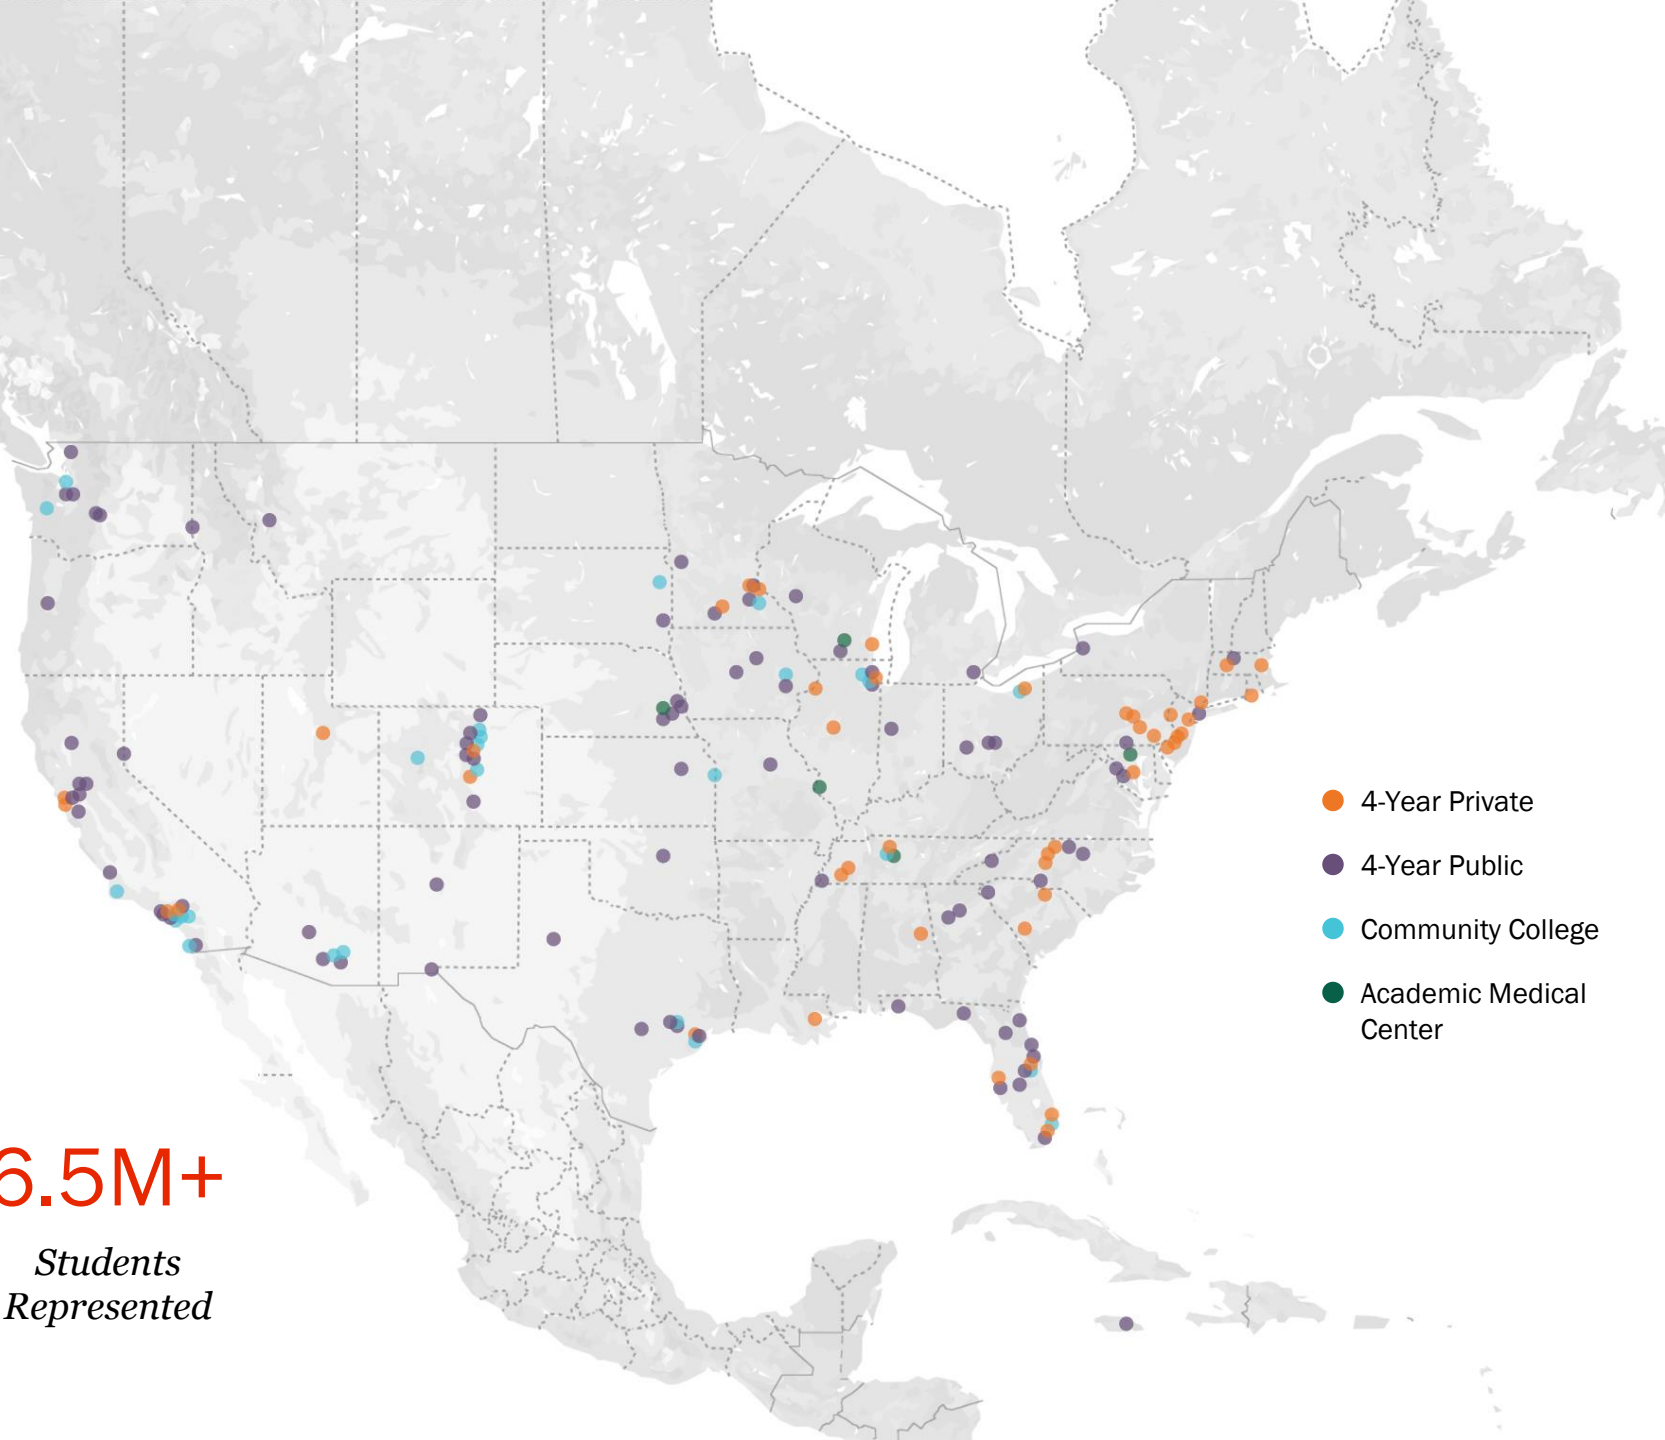 4-Year Private
4-Year Public
Community College
Academic Medical
Center
6.5M+
Students
Represented